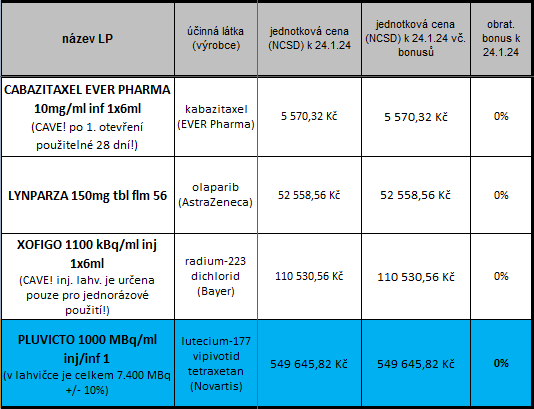 název LP
účinná látka
(výrobce)
jednotková cena
(NCSD) k 24.1.24
jednotková cena
(NCSD) k 24.1.24 vč.
bonusů
obrat.
bonus k
24.1.24
CABAZITAXEL EVER PHARMA
10mg/ml inf 1x6ml
(CAVE! po 1. otevření
použitelné 28 dní!)
kabazitaxel
(EVER Pharma)
5 570,32 Kč
5 570,32 Kč
0%
LYNPARZA 150mg tbl flm 56
olaparib
(AstraZeneca)
52 558,56 Kč
52 558,56 Kč
0%
XOFIGO 1100 kBq/ml inj
1x6ml
(CAVE! inj. lahv. je určena
pouze pro jednorázové
použití!)
radium-223
dichlorid
(Bayer)
110 530,56 Kč
110 530,56 Kč
0%
PLUVICTO 1000 MBq/ml
inj/inf 1
(v lahvičce je celkem 7.400 MBq
+/- 10%)
lutecium-177
vipivotid
tetraxetan
(Novartis)
549 645,82 Kč
549 645,82 Kč
0%